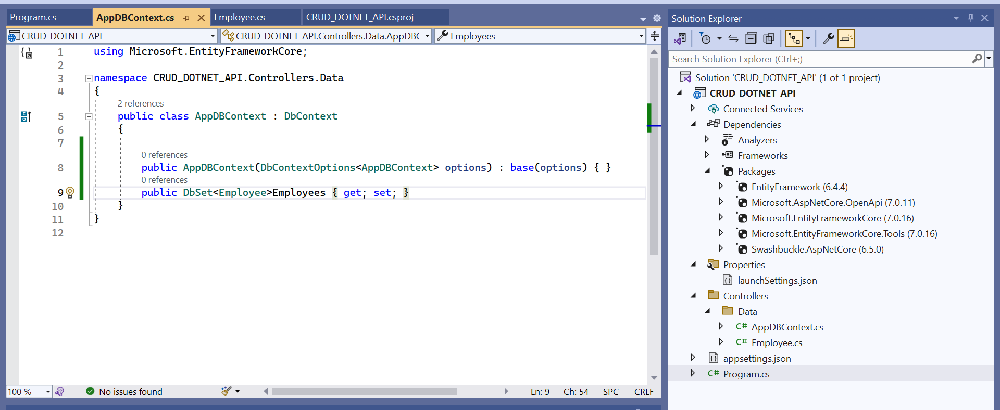 Program.cs
AppDBContext.cs
Employee.cs
CRUD_DOTNET_API.csproj
CRUD_DOTNET_API
CRUD_DOTNET_API.Controllers.Data.AppDBC
Employees
1 using Microsoft.EntityFrameworkCore;
2
3 namespace CRUD_DOTNET_API.Controllers.Data
4 {
2 references
5 public class AppDBContext : DbContext
6 {
7
0 references
8 public AppDBContext(DbContextOptions<AppDBContext> options) : base(options) { }
0 references
9 public DbSet<Employee>Employees { get; set; }
10 }
11 }
12
100 %
No issues found
Ln: 9
Ch: 54
SPC
CRLF
Solution Explorer
Search Solution Explorer (Ctrl+;)
Solution 'CRUD_DOTNET_API' (1 of 1 project)
CRUD_DOTNET_API
Connected Services
Dependencies
Analyzers
Frameworks
Packages
EntityFramework (6.4.4)
Microsoft.AspNetCore.OpenApi (7.0.11)
Microsoft.EntityFrameworkCore (7.0.16)
Microsoft.EntityFrameworkCore.Tools (7.0.16)
Swashbuckle.AspNetCore (6.5.0)
Properties
launchSettings.json
Controllers
Data
C# AppDBContext.cs
C# Employee.cs
appsettings.json
C# Program.cs